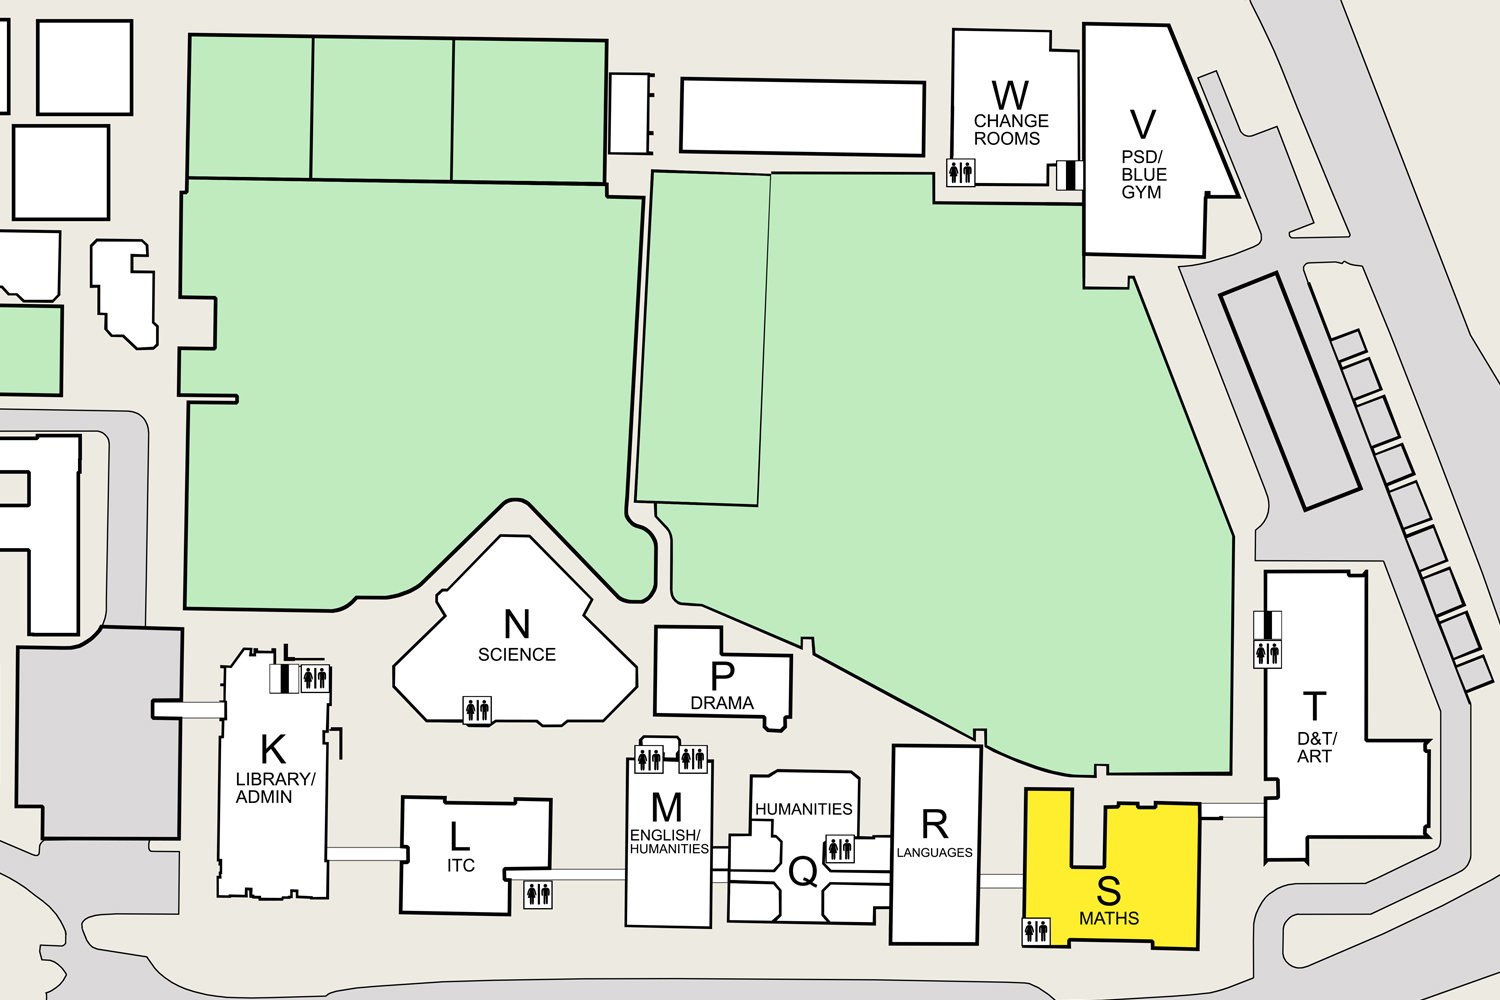 W
CHANGE
ROOMS
V
PSD/
BLUE
GYM
N
SCIENCE
P
DRAMA
K
LIBRARY/
ADMIN
L
ITC
M
ENGLISH/
HUMANITIES
HUMANITIES
Q
R
LANGUAGES
S
MATHS
T
D&T/
ART